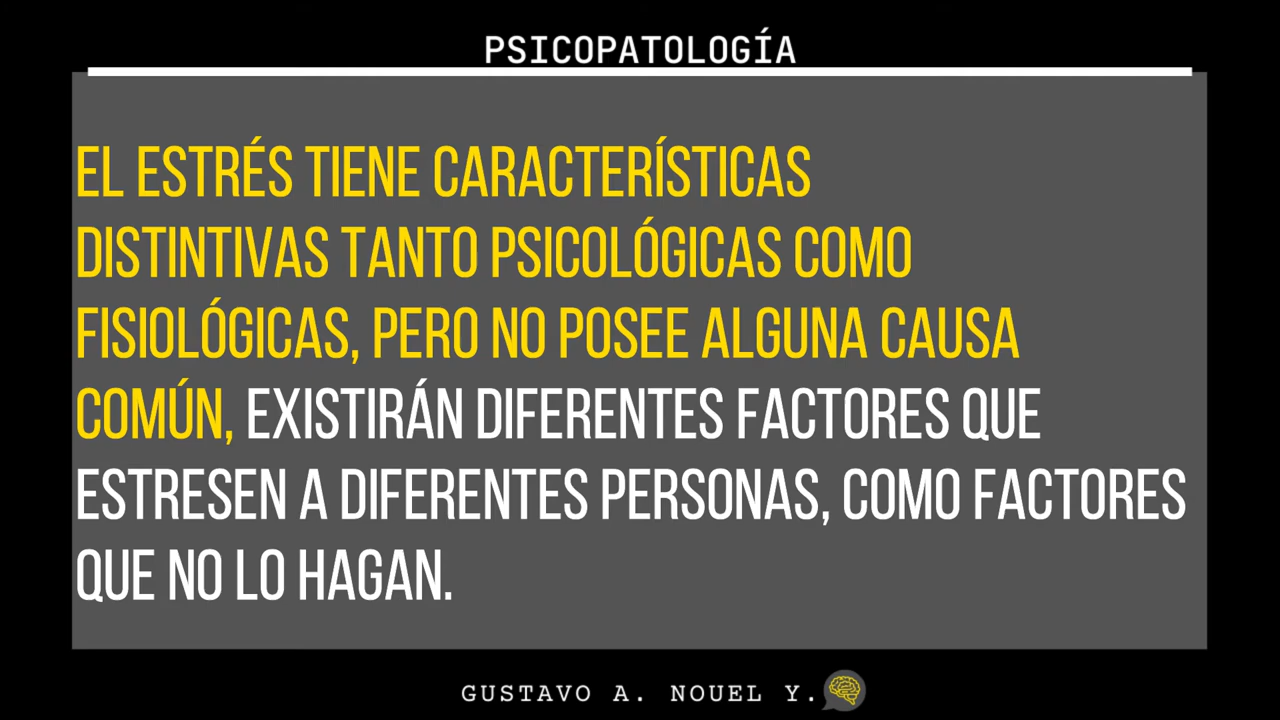 PSICOPATOLOGÍA
EL ESTRÉS TIENE CARACTERÍSTICAS
DISTINTIVAS TANTO PSICOLÓGICAS COMO
FISIOLÓGICAS, PERO NO POSEE ALGUNA CAUSA
COMÚN, EXISTIRÁN DIFERENTES FACTORES QUE
ESTRESEN A DIFERENTES PERSONAS, COMO FACTORES
QUE NO LO HAGAN.
GUSTAVO A. NOUEL Y.